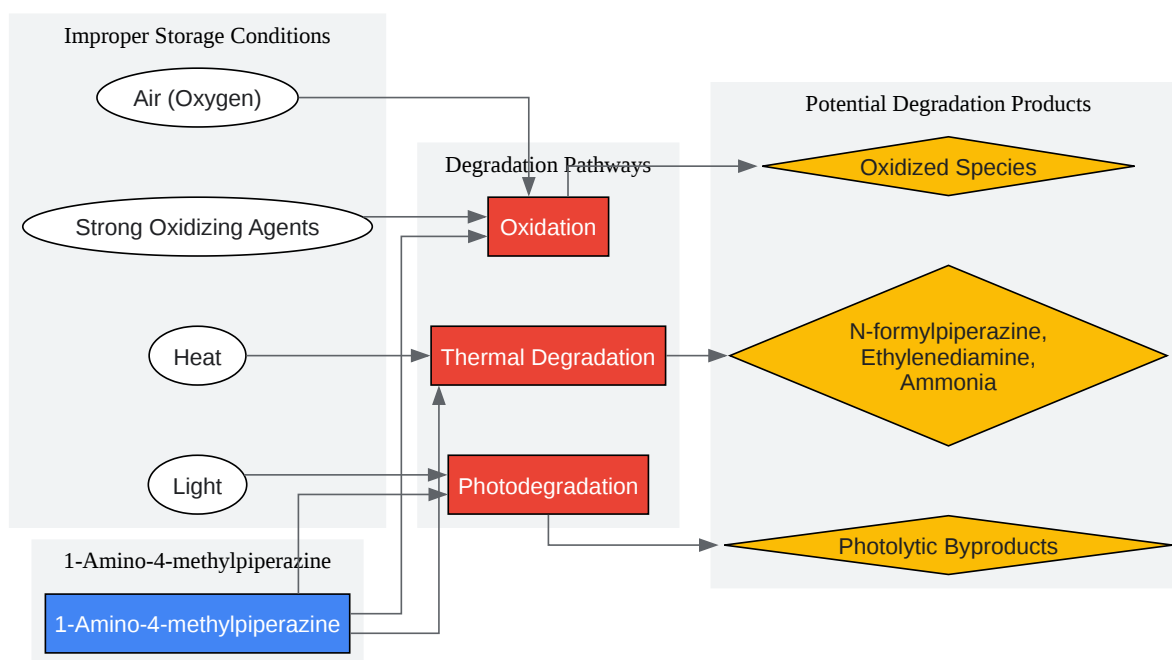 Improper Storage Conditions
Air (Oxygen)
Strong Oxidizing Agents
Heat
Light
1-Amino-4-methylpiperazine
1-Amino-4-methylpiperazine
Degradation Pathways
Oxidation
Thermal Degradation
Photodegradation
Potential Degradation Products
Oxidized Species
N-formylpiperazine,
Ethylenediamine,
Ammonia
Photolytic Byproducts